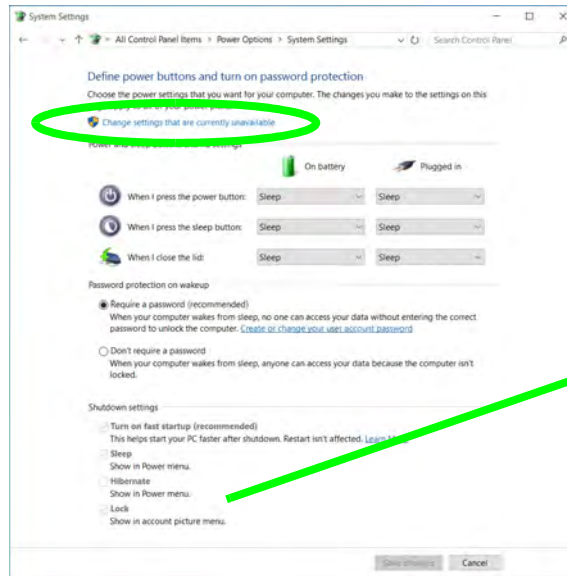 System Settings
All Control Panel Items > Power Options > System Settings
Search Control Panel
Define power buttons and turn on password protection
Choose the power settings that you want for your computer. The changes you make to the settings on this
Change settings that are currently unavailable
On battery
Plugged in
When I press the power button:
Sleep
Sleep
When I press the sleep button:
Sleep
Sleep
When I close the lid:
Sleep
Sleep
Password protection on wakeup
Require a password (recommended)
When your computer wakes from sleep, no one can access your data without entering the correct
password to unlock the computer. Create or change your user account password
Don't require a password
When your computer wakes from sleep, anyone can access your data because the computer isn't
locked.
Shutdown settings
Turn on fast startup (recommended)
This helps start your PC faster after shutdown. Restart isn't affected.
Sleep
Show in Power menu.
Hibernate
Show in Power menu.
Lock
Show in account picture menu.
Save changes
Cancel